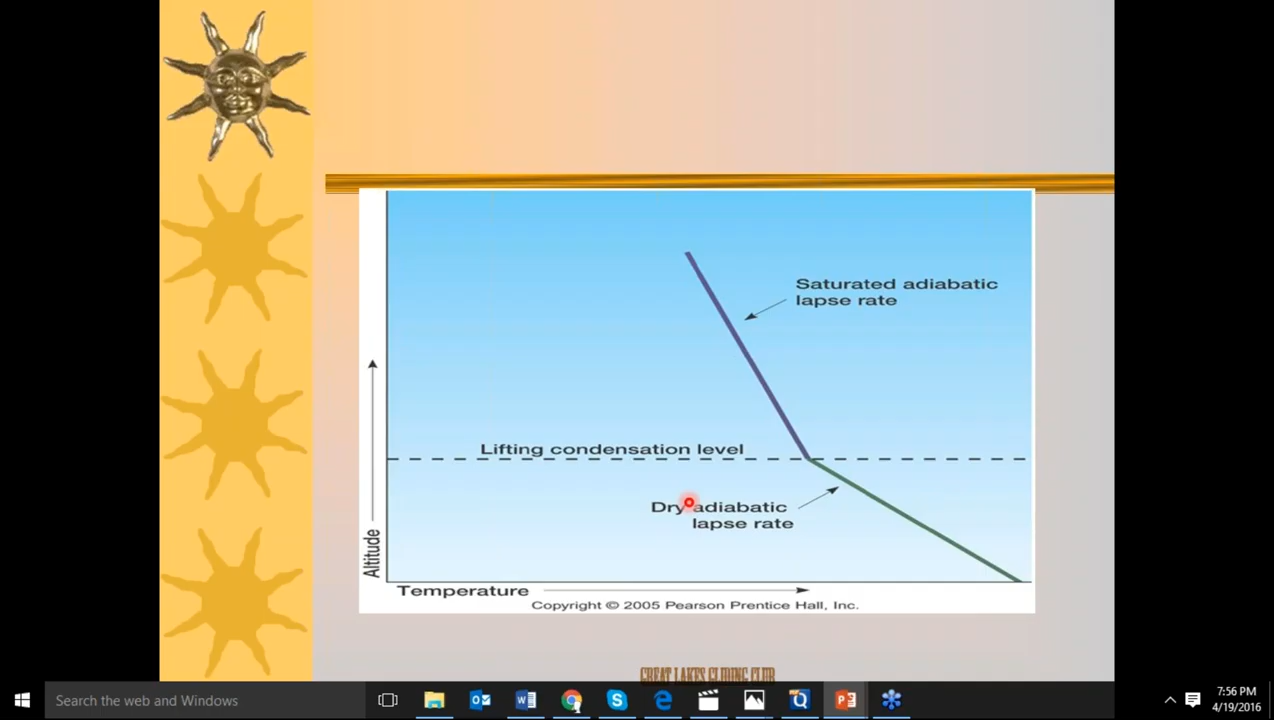 Saturated adiabatic
lapse rate
Lifting condensation level
Dry adiabatic
lapse rate
Altitude
Temperature
Copyright © 2005 Pearson Prentice Hall, Inc.
GREAT LAKES GLIDING CLUB
Search the web and Windows
7:56 PM
4/19/2016